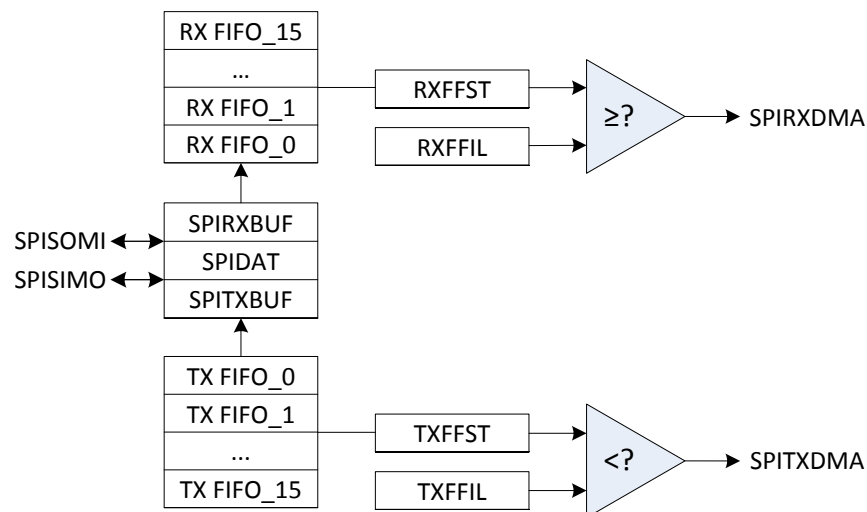 RX FIFO_15
...
RX FIFO_1
RX FIFO_0
RXFFST
RXFFIL
≥?
SPIRXDMA
SPISOMI
SPISIMO
SPIRXBUF
SPIDAT
SPITXBUF
TX FIFO_0
TX FIFO_1
...
TX FIFO_15
TXFFST
TXFFIL
<?
SPITXDMA